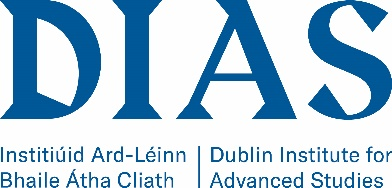 DIAS
Institiúid Ard-Léinn
Bhaile Átha Cliath
Dublin Institute for
Advanced Studies